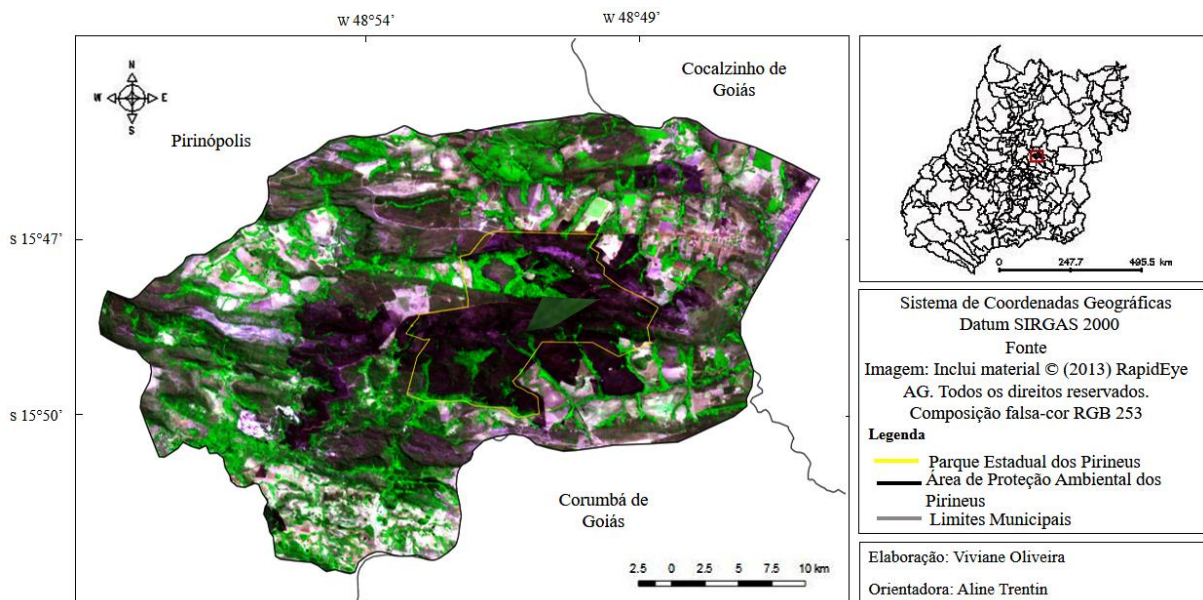 W 48°54'
W 48°49'
N
W
E
S
Cocalzinho de
Goiás
Pirinópolis
S 15°47'
S 15°50'
Corumbá de
Goiás
2.5 0 2.5 5 7.5 10 km
0 247.7 495.5 km
Sistema de Coordenadas Geográficas
Datum SIRGAS 2000
Fonte
Imagem: Inclui material © (2013) RapidEye
AG. Todos os direitos reservados.
Composição falsa-cor RGB 253
Legenda
Parque Estadual dos Pirineus
Área de Proteção Ambiental dos
Pirineus
Limites Municipais
Elaboração: Viviane Oliveira
Orientadora: Aline Trentin